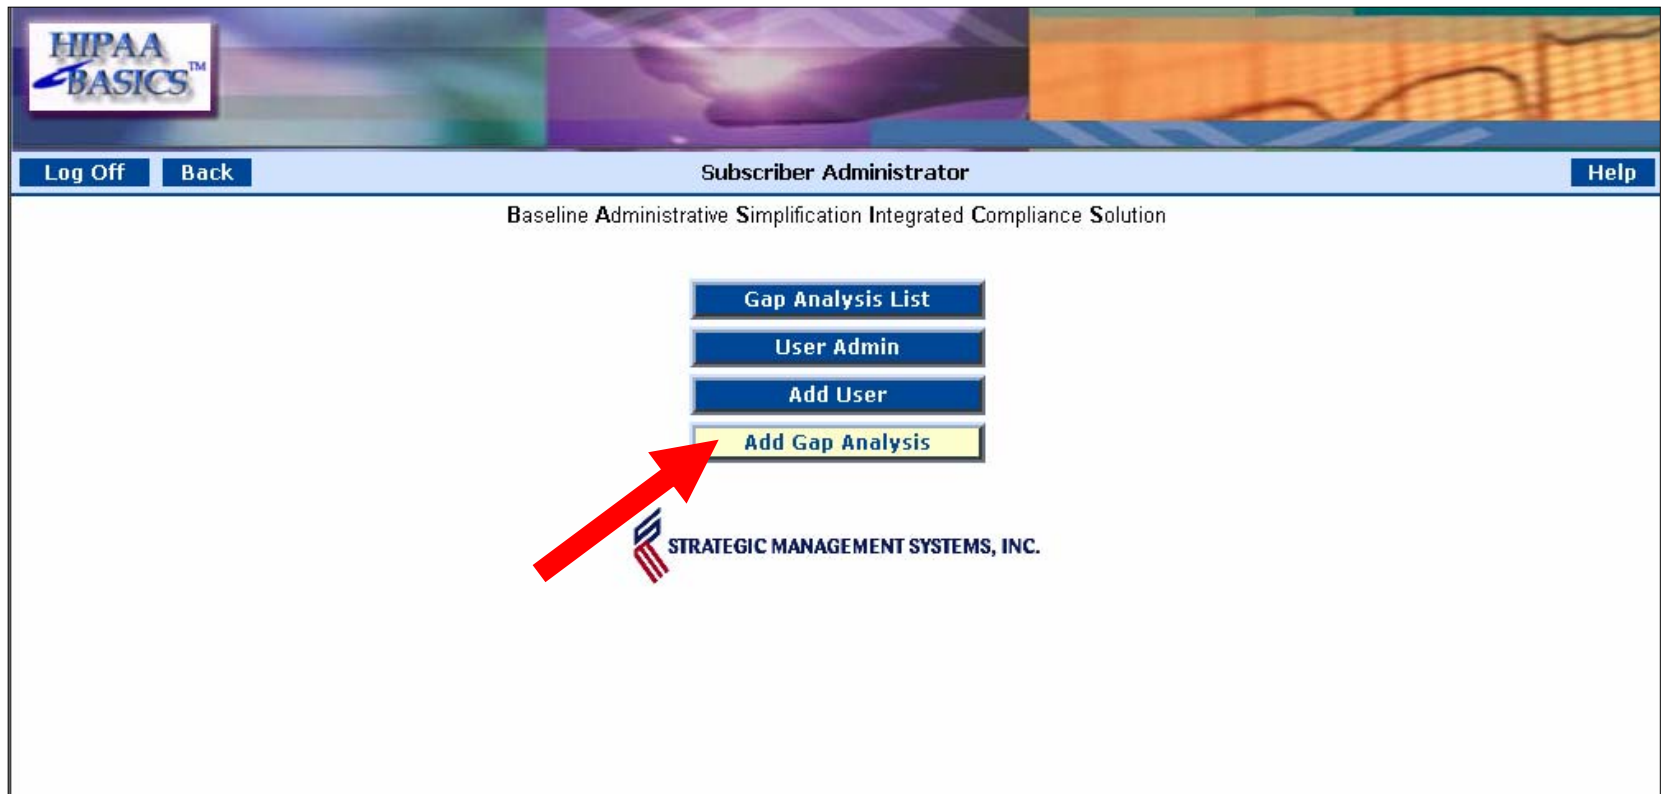 HIPAA
BASICS™
Log Off Back Subscriber Administrator Help
Baseline Administrative Simplification Integrated Compliance Solution
Gap Analysis List
User Admin
Add User
Add Gap Analysis
STRATEGIC MANAGEMENT SYSTEMS, INC.